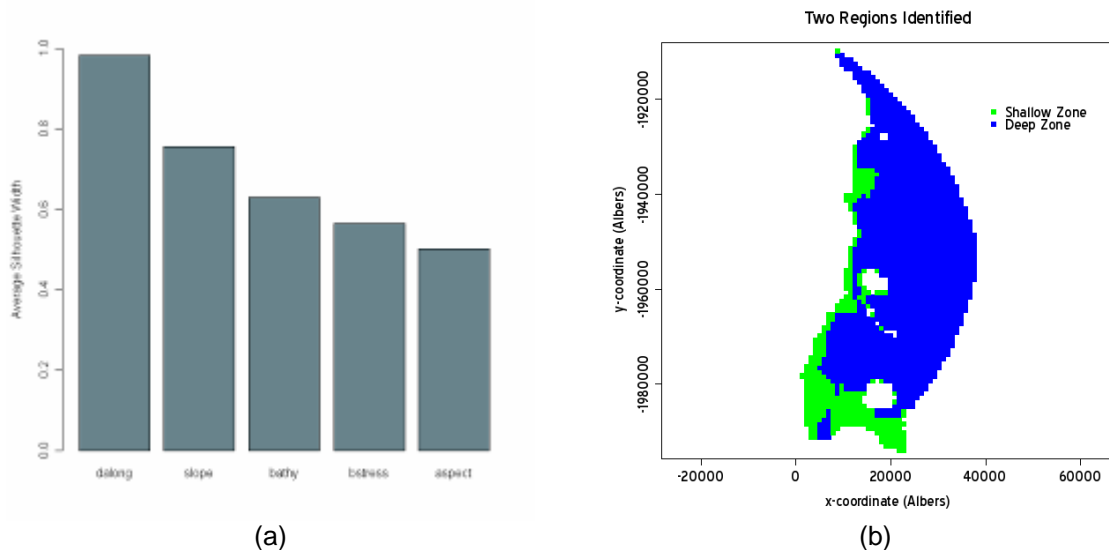 Average Silhouette Width
0.0
0.2
0.4
0.6
0.8
1.0
dalong slope bathy bstress aspect
(a)
Two Regions Identified
y-coordinate (Albers)
-1920000
-1940000
-1960000
-1980000
Shallow Zone
Deep Zone
-20000 0 20000 40000 60000
x-coordinate (Albers)
(b)